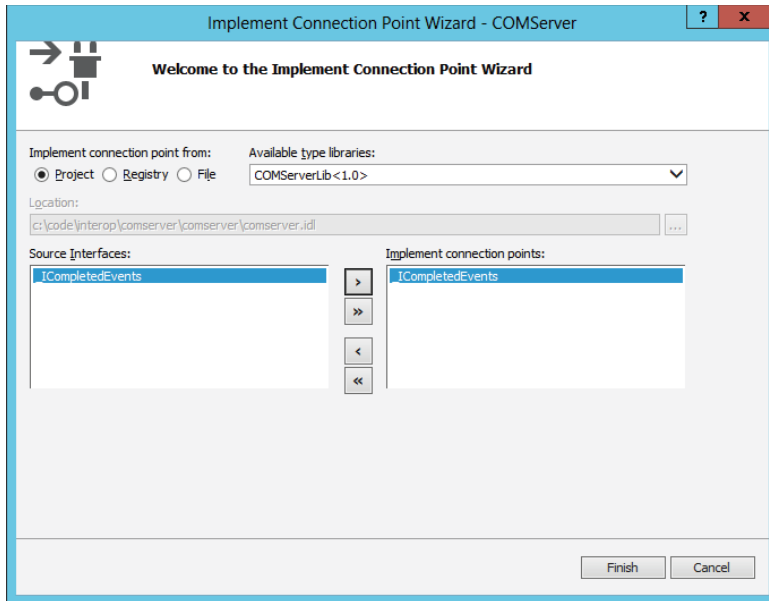 Implement Connection Point Wizard - COMServer
? x
Welcome to the Implement Connection Point Wizard
Implement connection point from: Available type libraries:
Project Registry File COMServerLib<1.0>
Location:
c:\code\interop\comserver\comserver\comserver.idl ...
Source Interfaces: Implement connection points:
_ICompletedEvents > _ICompletedEvents
»
<
«
Finish Cancel